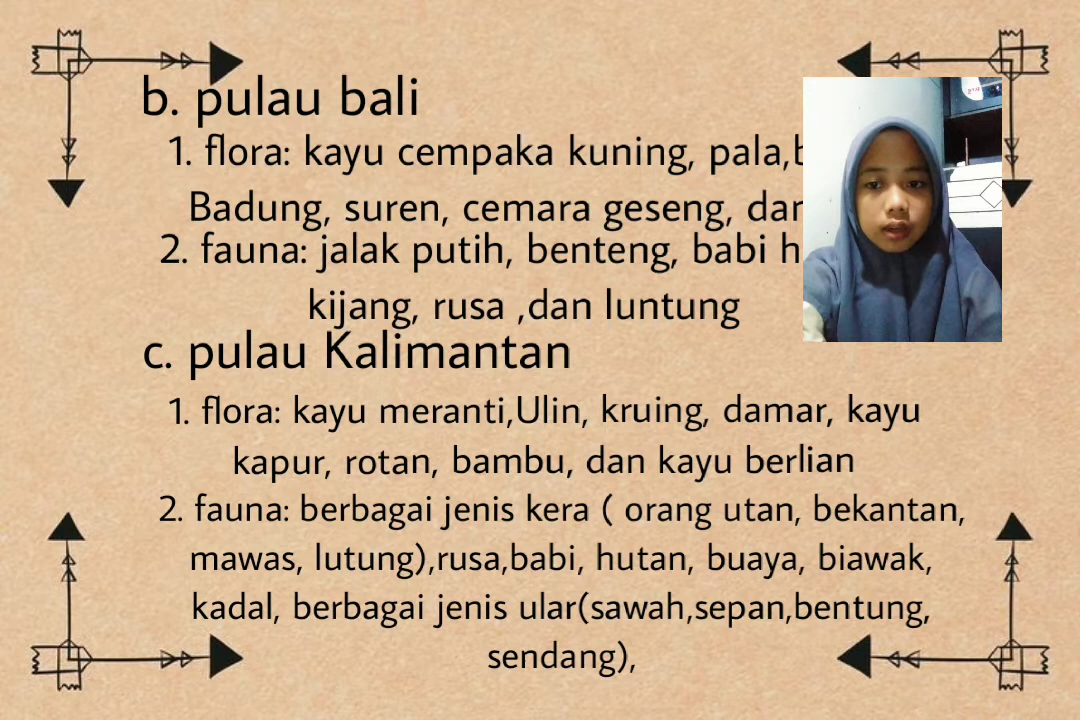 b. pulau bali
1. flora: kayu cempaka kuning, pala,
Badung, suren, cemara geseng,
2. fauna: jalak putih, benteng, babi
kijang, rusa ,dan luntung
c. pulau Kalimantan
1. flora: kayu meranti,Ulin, kruing, damar, kayu
kapur, rotan, bambu, dan kayu berlian
2. fauna: berbagai jenis kera ( orang utan, bekantan,
mawas, lutung),rusa,babi, hutan, buaya, biawak,
kadal, berbagai jenis ular(sawah,sepan,bentung,
sendang),